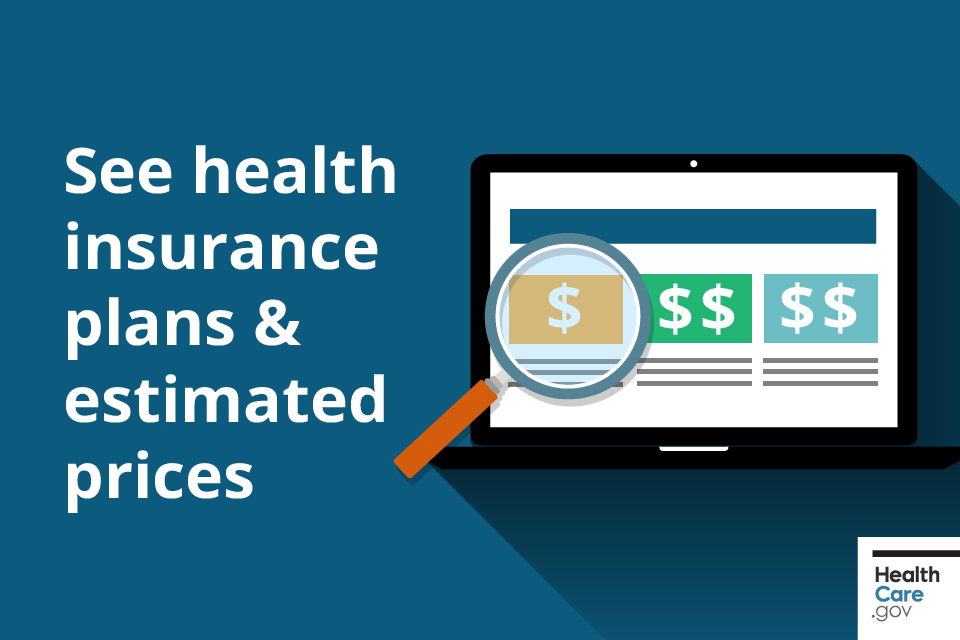 See health
insurance
plans &
estimated
prices
$ $$ $$
Health
Care
.gov